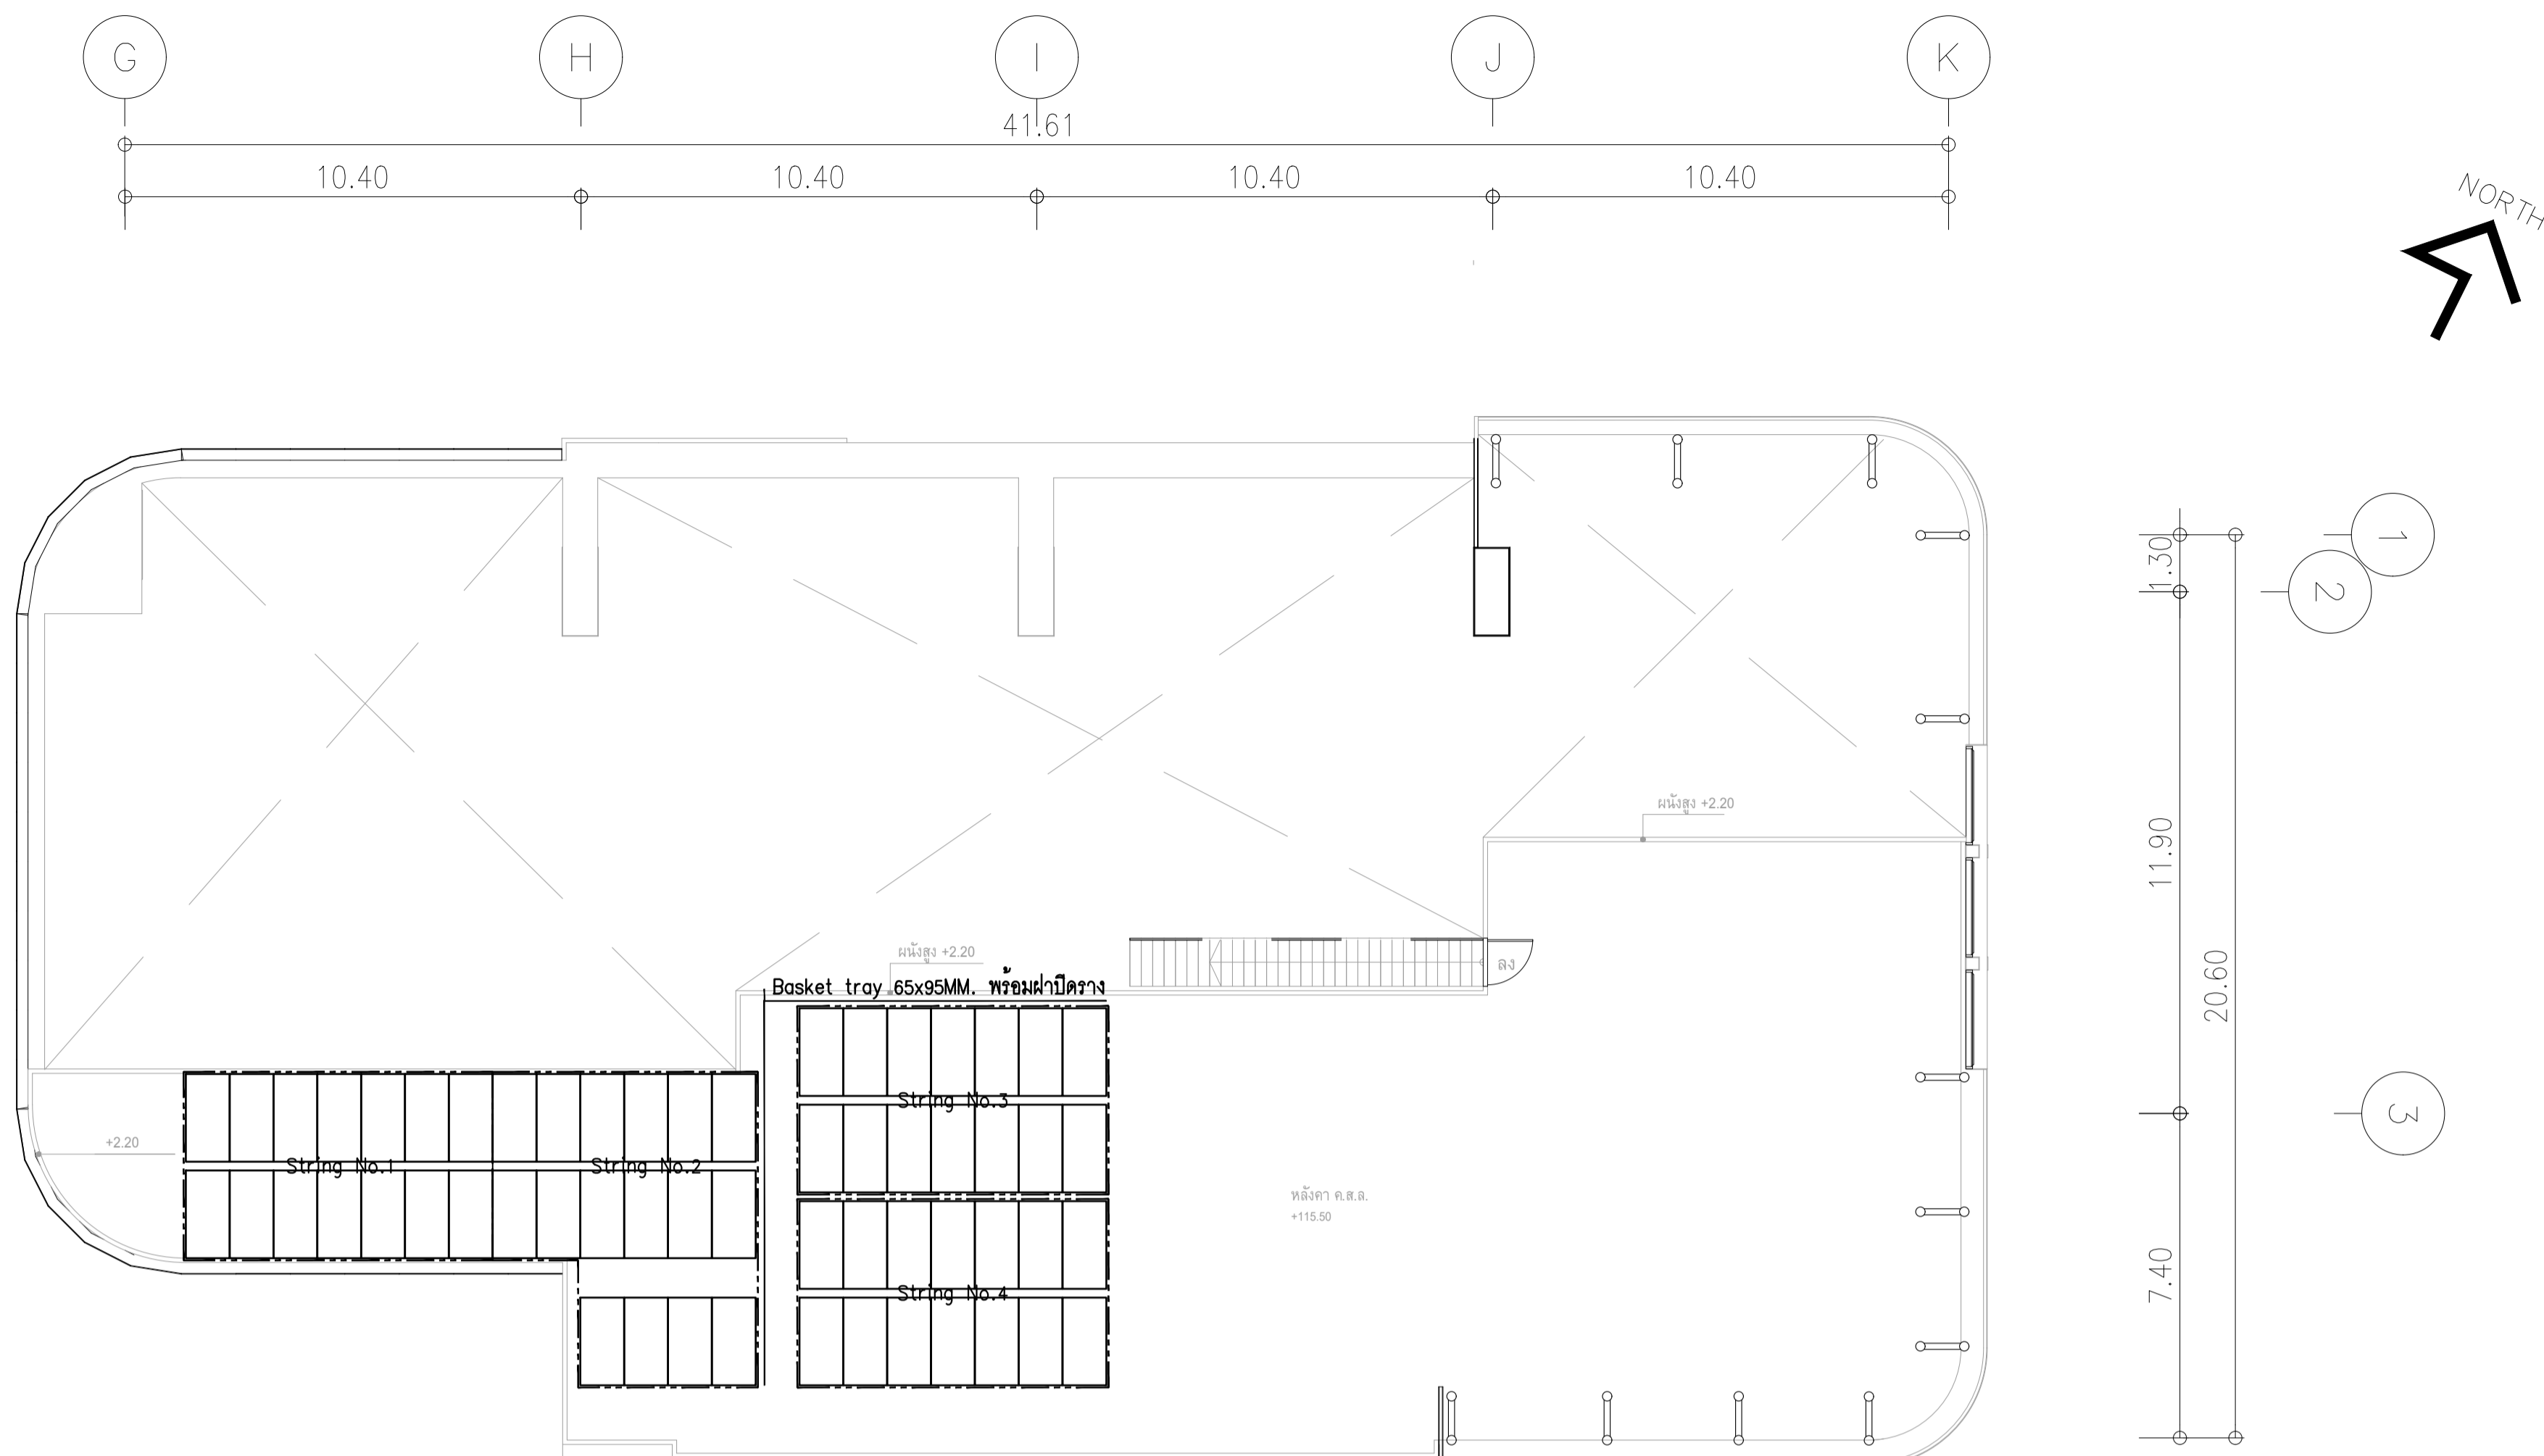 G
H
I
J
K
41.61
10.40
10.40
10.40
10.40
NORTH
1
1.30
2
ผนังสูง +2.20
11.90
ผนังสูง +2.20
ลง
20.60
Basket tray 65x95MM. พร้อมฝาปิดราง
String No.3
3
+2.20
String No.1
String No.2
หลังคา ค.ส.ล.
+115.50
7.40
String No.4